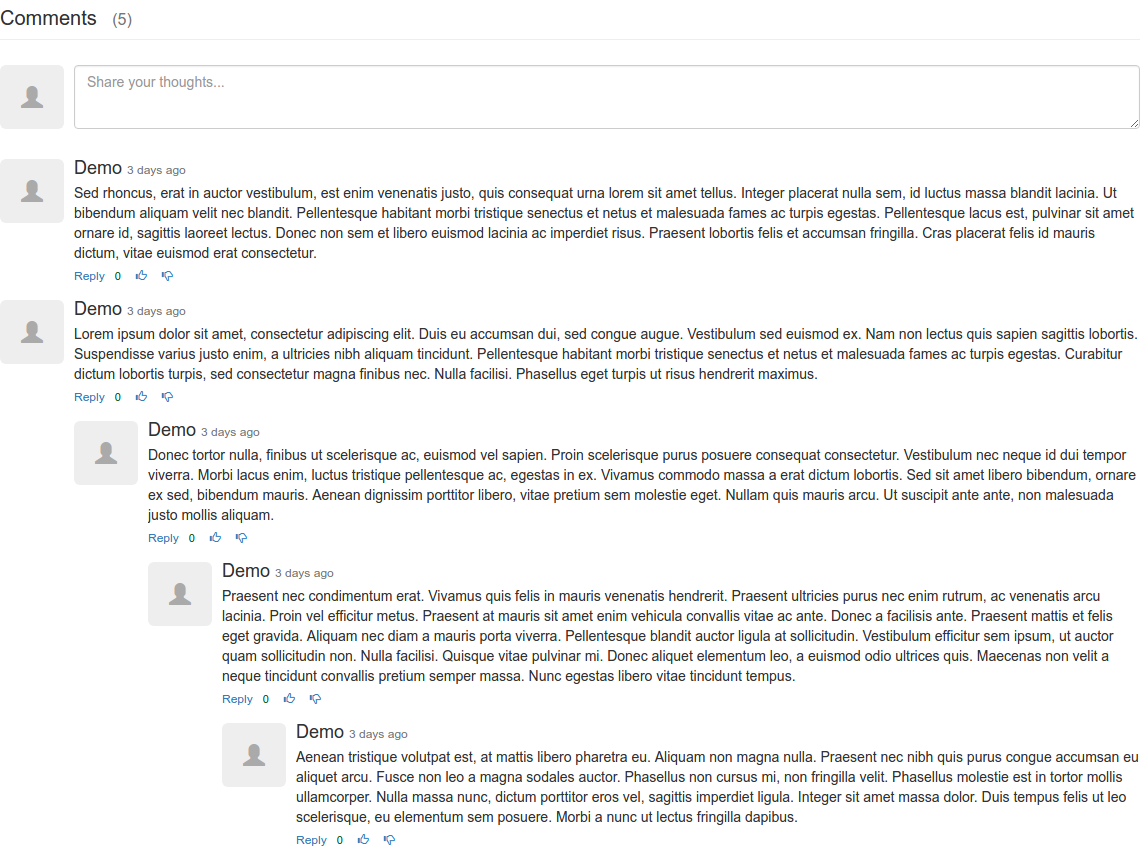 Comments (5)
Share your thoughts...
Demo 3 days ago
Sed rhoncus, erat in auctor vestibulum, est enim venenatis justo, quis consequat urna lorem sit amet tellus. Integer placerat nulla sem, id luctus massa blandit lacinia. Ut
bibendum aliquam velit nec blandit. Pellentesque habitant morbi tristique senectus et netus et malesuada fames ac turpis egestas. Pellentesque lacus est, pulvinar sit amet
ornare id, sagittis laoreet lectus. Donec non sem et libero euismod lacinia ac imperdiet risus. Praesent lobortis felis et accumsan fringilla. Cras placerat felis id mauris
dictum, vitae euismod erat consectetur.
Reply 0
Demo 3 days ago
Lorem ipsum dolor sit amet, consectetur adipiscing elit. Duis eu accumsan dui, sed congue augue. Vestibulum sed euismod ex. Nam non lectus quis sapien sagittis lobortis.
Suspendisse varius justo enim, a ultricies nibh aliquam tincidunt. Pellentesque habitant morbi tristique senectus et netus et malesuada fames ac turpis egestas. Curabitur
dictum lobortis turpis, sed consectetur magna finibus nec. Nulla facilisi. Phasellus eget turpis ut risus hendrerit maximus.
Reply 0
Demo 3 days ago
Donec tortor nulla, finibus ut scelerisque ac, euismod vel sapien. Proin scelerisque purus posuere consequat consectetur. Vestibulum nec neque id dui tempor
viverra. Morbi lacus enim, luctus tristique pellentesque ac, egestas in ex. Vivamus commodo massa a erat dictum lobortis. Sed sit amet libero bibendum, ornare
ex sed, bibendum mauris. Aenean dignissim porttitor libero, vitae pretium sem molestie eget. Nullam quis mauris arcu. Ut suscipit ante ante, non malesuada
justo mollis aliquam.
Reply 0
Demo 3 days ago
Praesent nec condimentum erat. Vivamus quis felis in mauris venenatis hendrerit. Praesent ultricies purus nec enim rutrum, ac venenatis arcu
lacinia. Proin vel efficitur metus. Praesent at mauris sit amet enim vehicula convallis vitae ac ante. Donec a facilisis ante. Praesent mattis et felis
eget gravida. Aliquam nec diam a mauris porta viverra. Pellentesque blandit auctor ligula at sollicitudin. Vestibulum efficitur sem ipsum, ut auctor
quam sollicitudin non. Nulla facilisi. Quisque vitae pulvinar mi. Donec aliquet elementum leo, a euismod odio ultrices quis. Maecenas non velit a
neque tincidunt convallis pretium semper massa. Nunc egestas libero vitae tincidunt tempus.
Reply 0
Demo 3 days ago
Aenean tristique volutpat est, at mattis libero pharetra eu. Aliquam non magna nulla. Praesent nec nibh quis purus congue accumsan eu
aliquet arcu. Fusce non leo a magna sodales auctor. Phasellus non cursus mi, non fringilla velit. Phasellus molestie est in tortor mollis
ullamcorper. Nulla massa nunc, dictum porttitor eros vel, sagittis imperdiet ligula. Integer sit amet massa dolor. Duis tempus felis ut leo
scelerisque, eu elementum sem posuere. Morbi a nunc ut lectus fringilla dapibus.
Reply 0